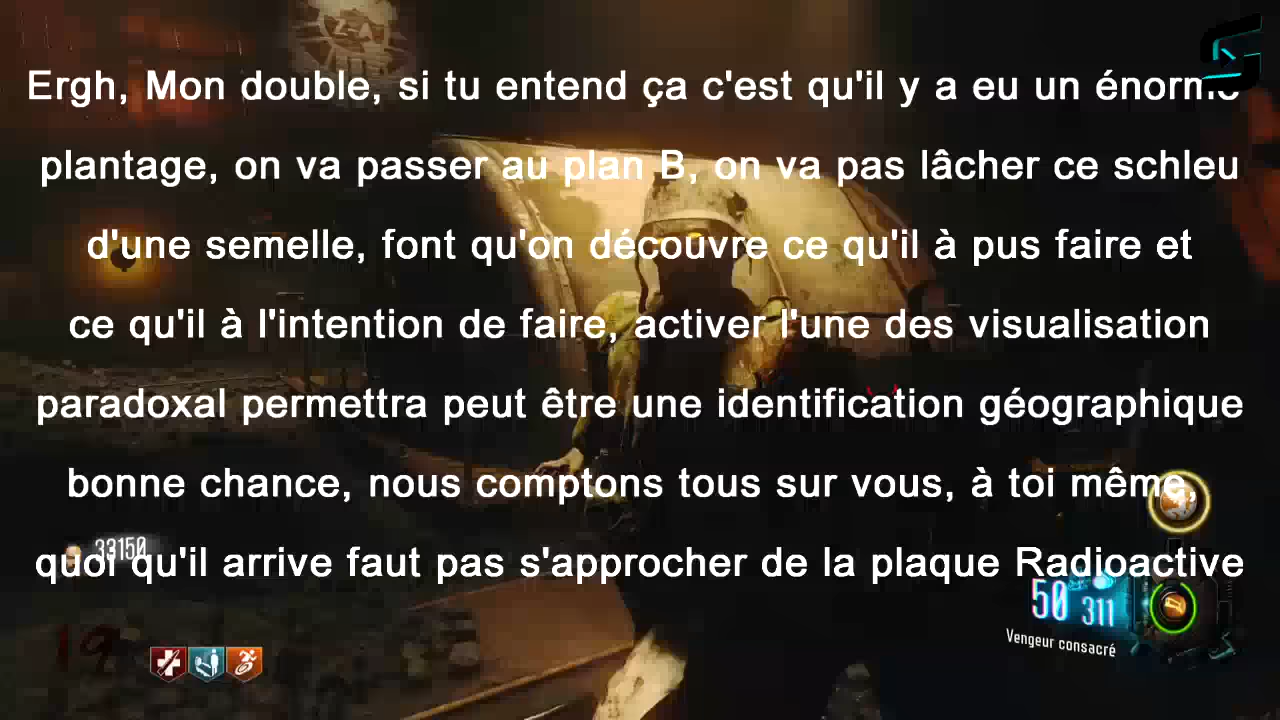 Z-A
Ergh, Mon double, si tu entend ça c'est qu'il y a eu un énorme
plantage, on va passer au plan B, on va pas lâcher ce schleu
d'une semelle, font qu'on découvre ce qu'il à pus faire et
ce qu'il à l'intention de faire, activer l'une des visualisation
paradoxal permettra peut être une identification géographique
bonne chance, nous comptons tous sur vous, à toi même,
quoi qu'il arrive faut pas s'approcher de la plaque Radioactive
33150
50 311
Vengeur consacré
19